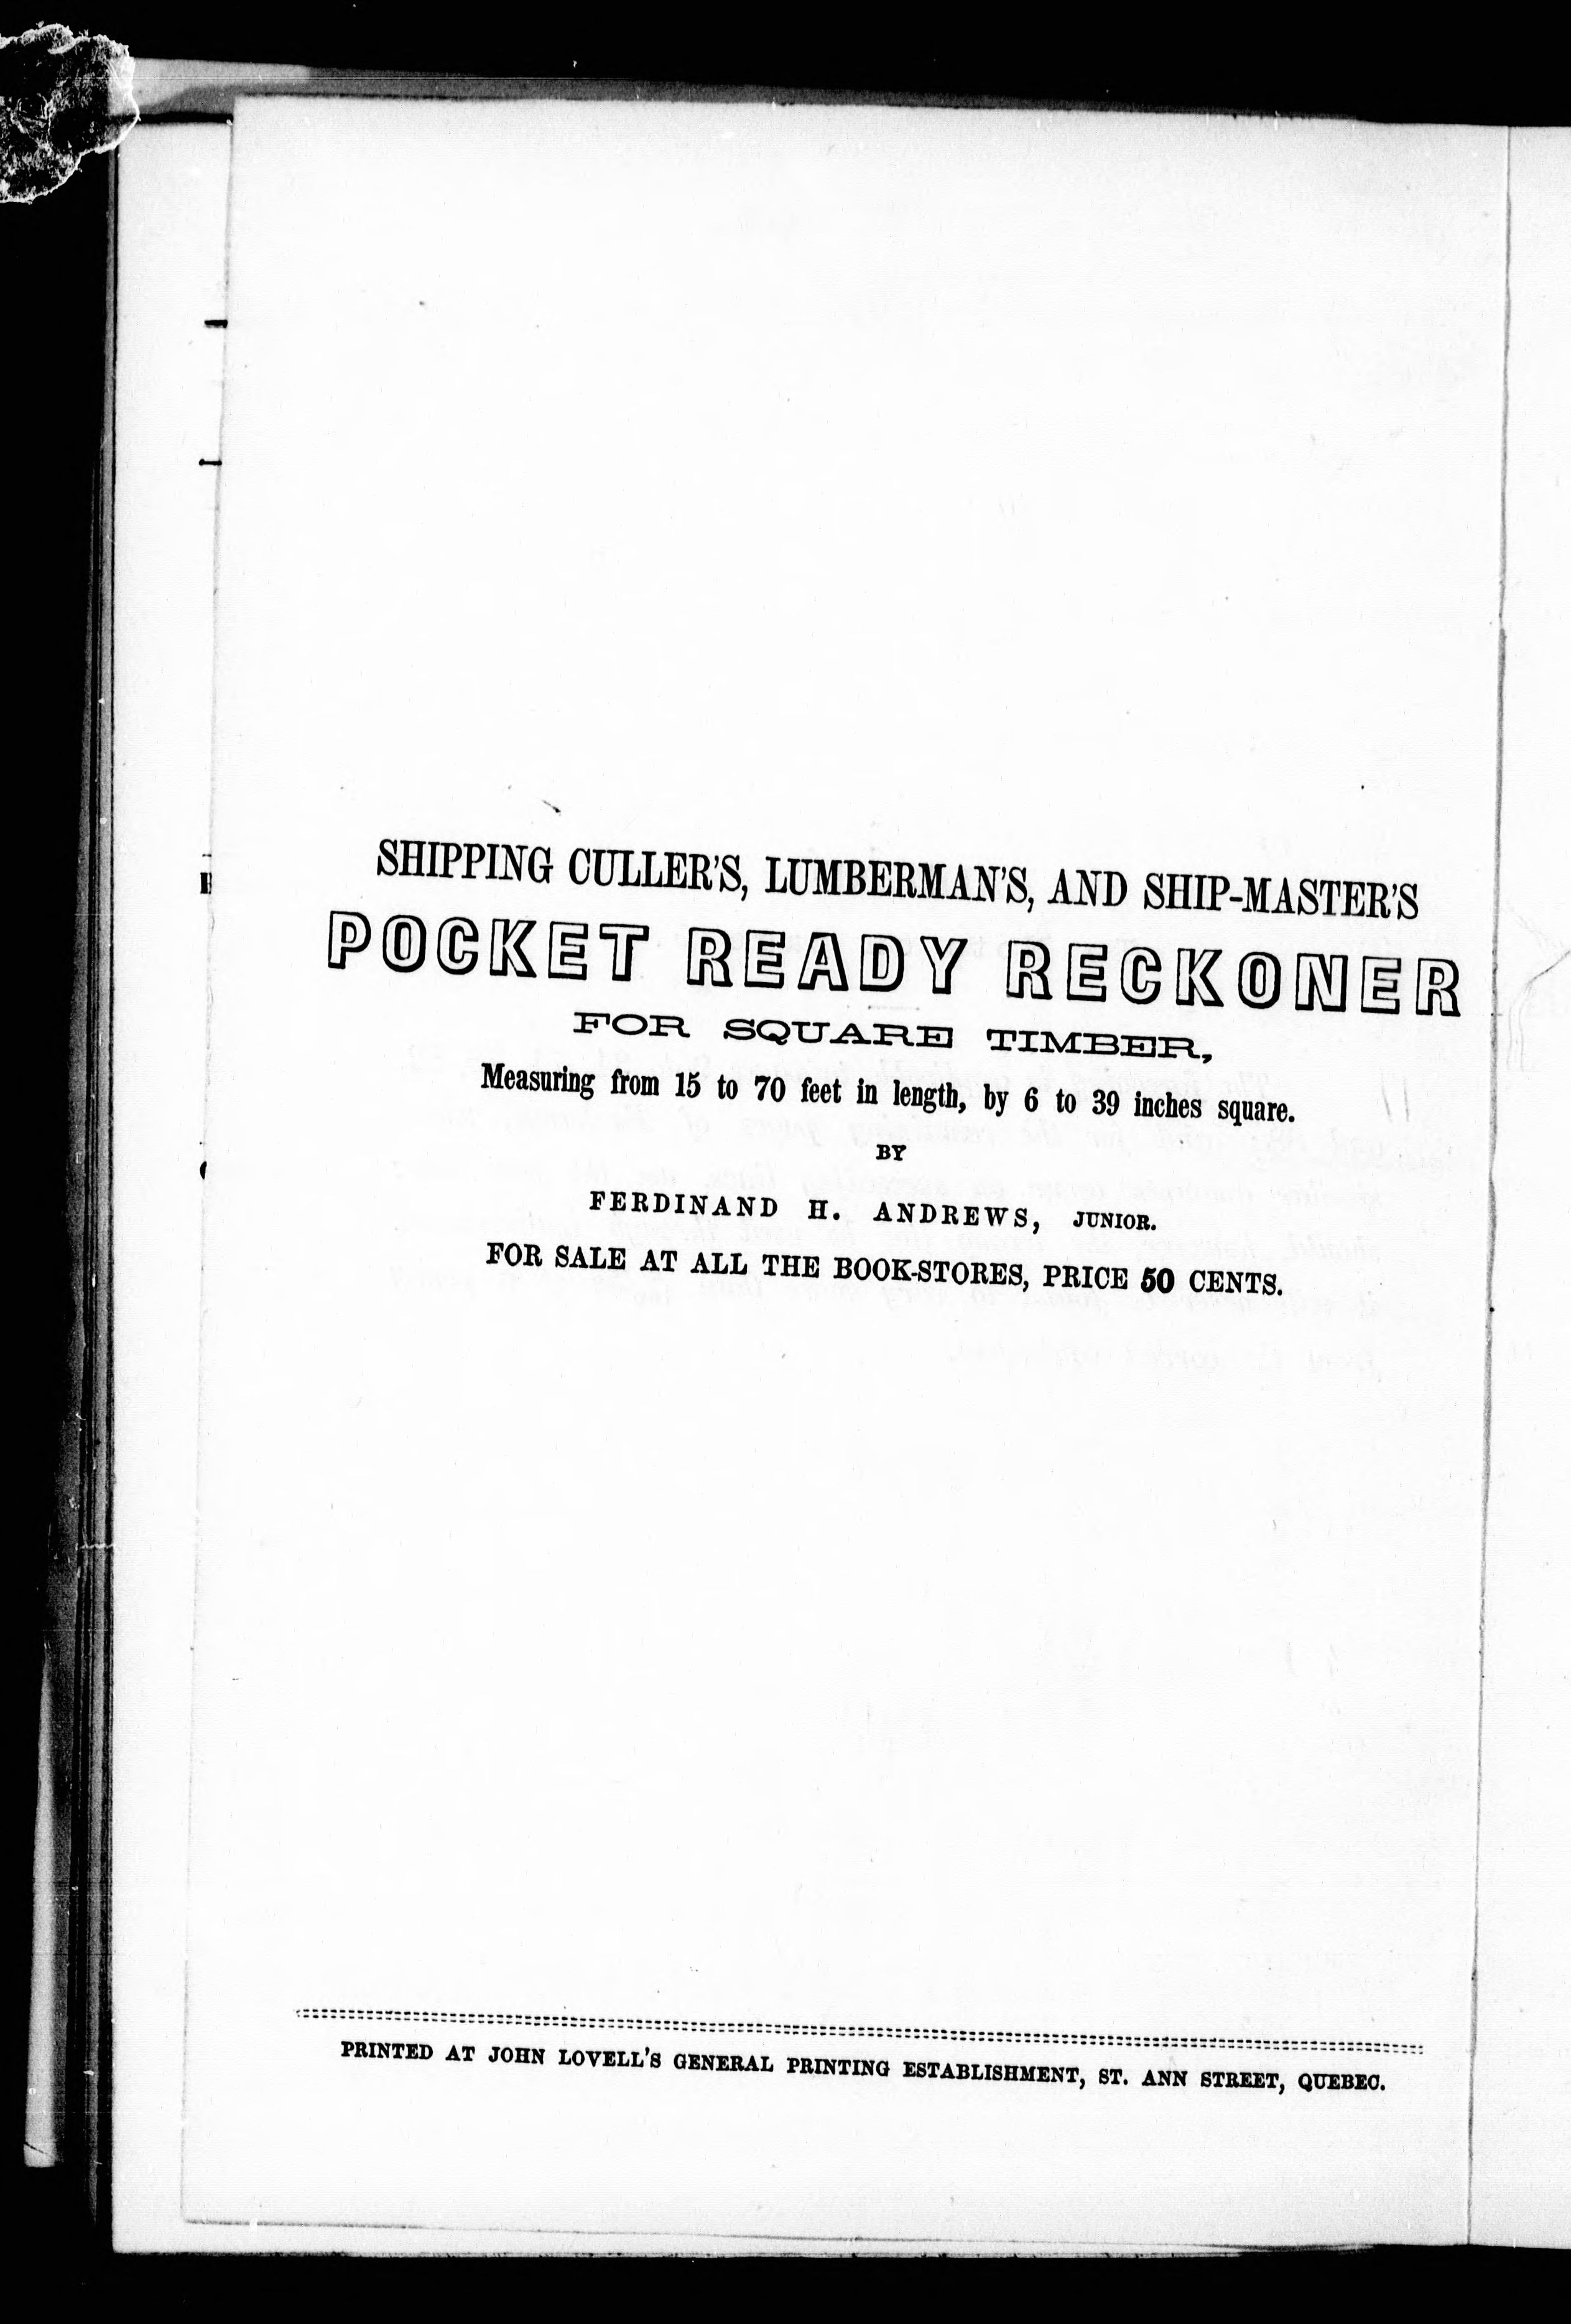 SHIPPING CULLER'S, LUMBERMAN'S, AND SHIP-MASTER'S
POCKET READY RECKONER
FOR SQUARE TIMBER,
Measuring from 15 to 70 feet in length, by 6 to 39 inches square.
BY
FERDINAND H. ANDREWS, JUNIOR.
FOR SALE AT ALL THE BOOK-STORES, PRICE 50 CENTS.
PRINTED AT JOHN LOVELL'S GENERAL PRINTING ESTABLISHMENT, ST. ANN STREET, QUEBEC.